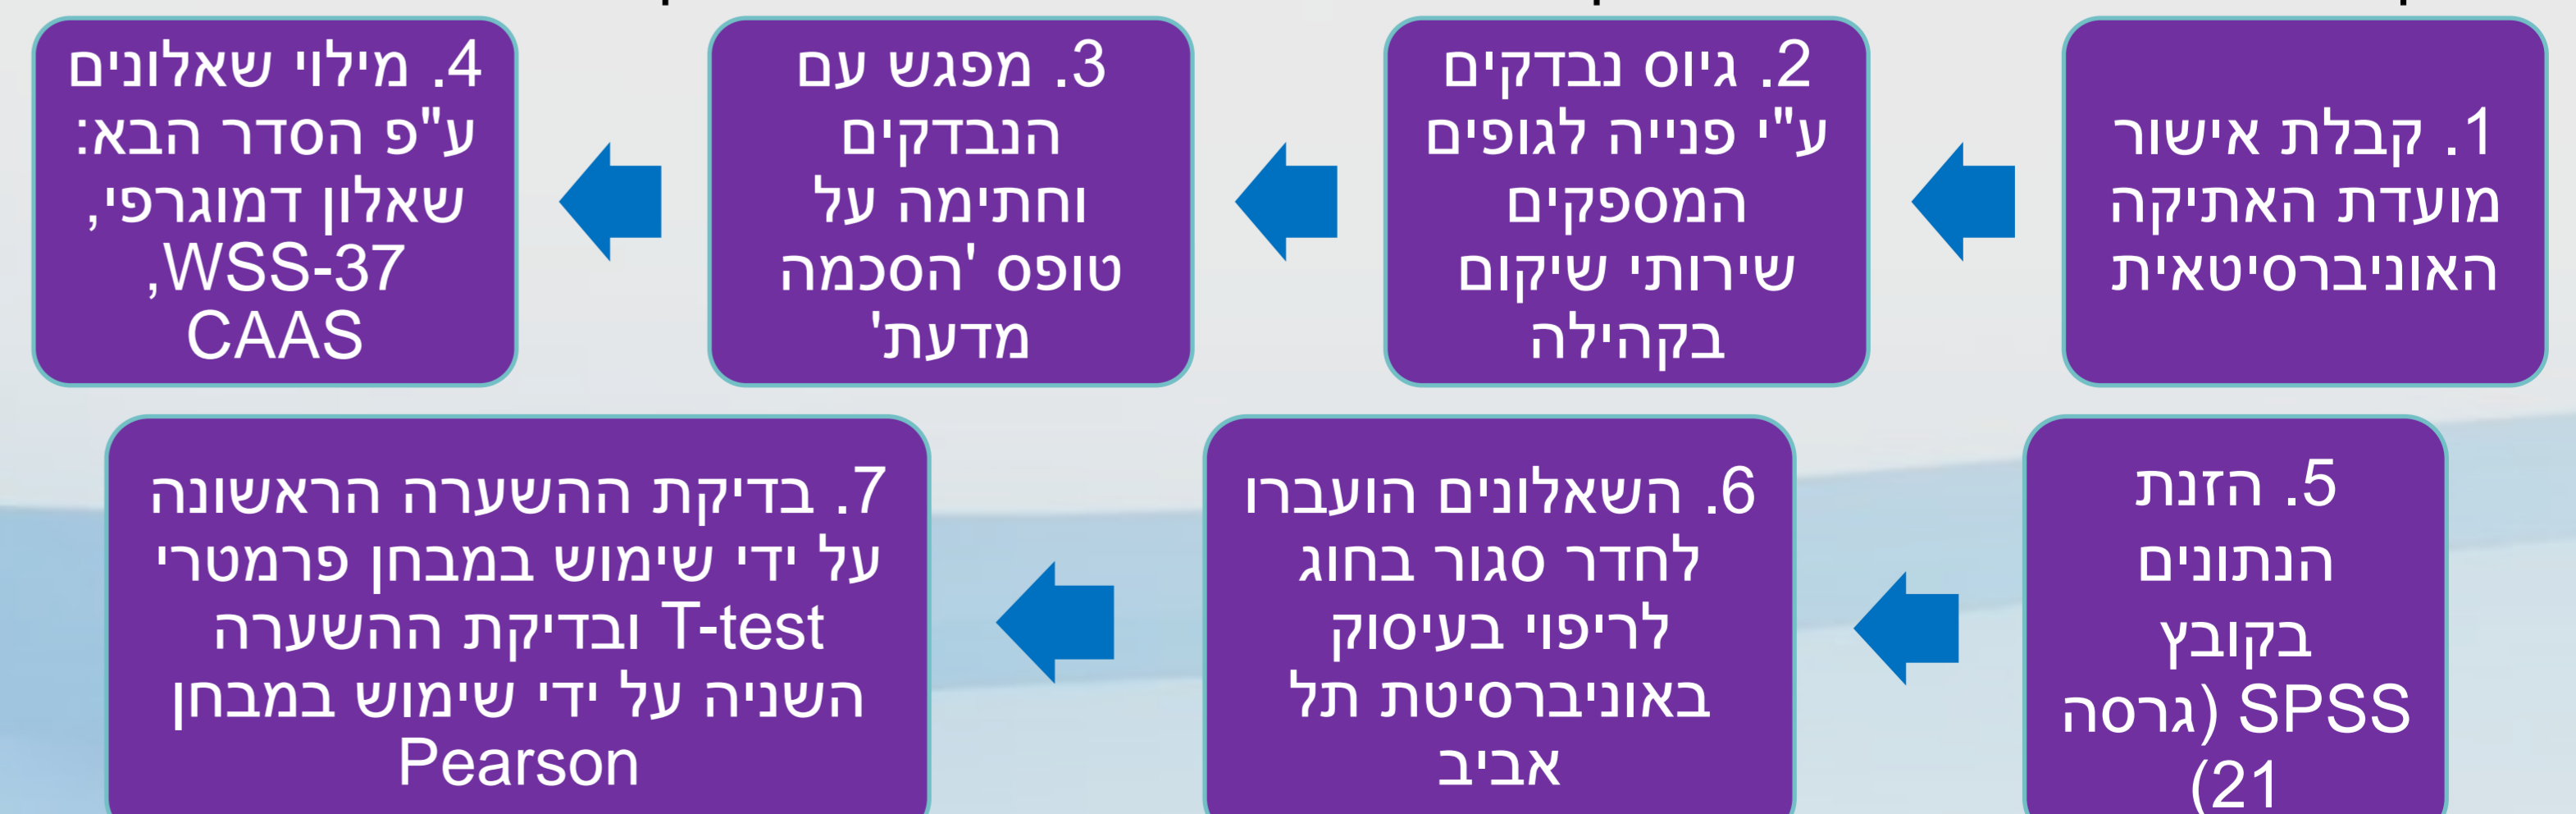 1. קבלת אישור
מועדת האתיקה
האוניברסיטאית
2. גיוס נבדקים
ע"י פנייה לגופים
המספקים
שירותי שיקום
בקהילה
3. מפגש עם
הנבדקים
וחתימה על
טופס 'הסכמה
מדעת'
4. מילוי שאלונים
ע"פ הסדר הבא:
שאלון דמוגרפי,
WSS-37,
CAAS
5. הזנת
הנתונים
בקובץ
SPSS (גרסה
21)
6. השאלונים הועברו
לחדר סגור בחוג
לריפוי בעיסוק
באוניברסיטת תל
אביב
7. בדיקת ההשערה הראשונה
על ידי שימוש במבחן פרמטרי
T-test ובדיקת ההשערה
השניה על ידי שימוש במבחן
Pearson